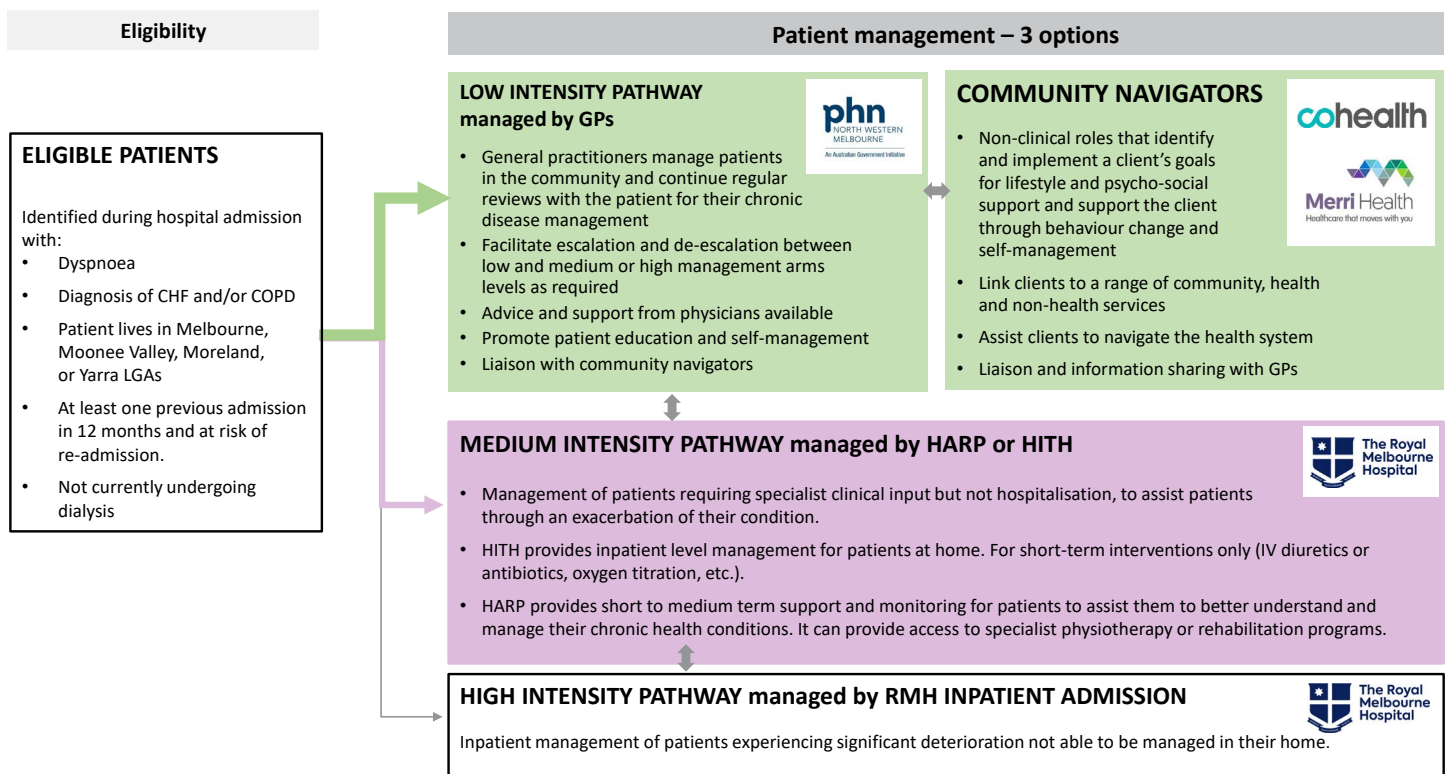 Eligibility
Patient management – 3 options
ELIGIBLE PATIENTS
Identified during hospital admission
with:
• Dyspnoea
• Diagnosis of CHF and/or COPD
• Patient lives in Melbourne,
Moonee Valley, Moreland,
or Yarra LGAs
• At least one previous admission
in 12 months and at risk of
re-admission.
• Not currently undergoing
dialysis
LOW INTENSITY PATHWAY
managed by GPs
phn
NORTH WESTERN
MELBOURNE
An Australian Government Initiative
• General practitioners manage patients
in the community and continue regular
reviews with the patient for their chronic
disease management
• Facilitate escalation and de-escalation between
low and medium or high management arms
levels as required
• Advice and support from physicians available
• Promote patient education and self-management
• Liaison with community navigators
COMMUNITY NAVIGATORS
cohealth
Merri Health
Healthcare that moves with you
• Non-clinical roles that identify
and implement a client's goals
for lifestyle and psycho-social
support and support the client
through behaviour change and
self-management
• Link clients to a range of community, health
and non-health services
• Assist clients to navigate the health system
• Liaison and information sharing with GPs
MEDIUM INTENSITY PATHWAY managed by HARP or HITH
The Royal
Melbourne
Hospital
• Management of patients requiring specialist clinical input but not hospitalisation, to assist patients
through an exacerbation of their condition.
• HITH provides inpatient level management for patients at home. For short-term interventions only (IV diuretics or
antibiotics, oxygen titration, etc.).
• HARP provides short to medium term support and monitoring for patients to assist them to better understand and
manage their chronic health conditions. It can provide access to specialist physiotherapy or rehabilitation programs.
HIGH INTENSITY PATHWAY managed by RMH INPATIENT ADMISSION
The Royal
Melbourne
Hospital
Inpatient management of patients experiencing significant deterioration not able to be managed in their home.